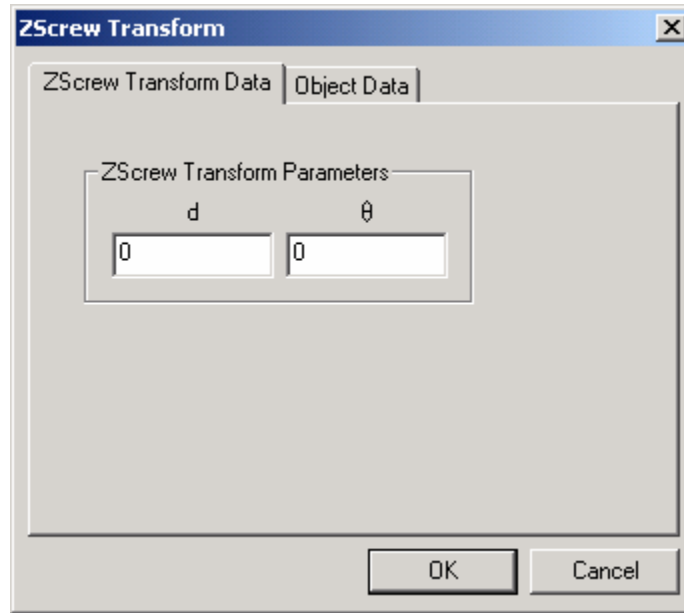 ZScrew Transform
ZScrew Transform Data Object Data
ZScrew Transform Parameters
d θ
0 0
OK Cancel